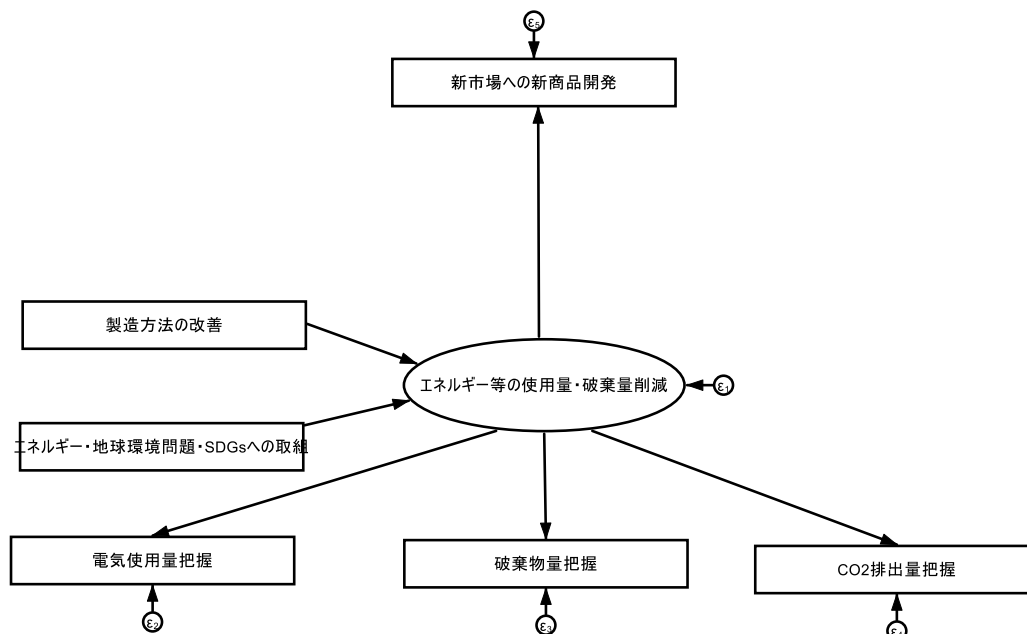 ε5
新市場への新商品開発
製造方法の改善
エネルギー等の使用量・破棄量削減
ε1
エネルギー・地球環境問題・SDGsへの取組
電気使用量把握
破棄物量把握
CO2排出量把握
ε2
ε3
ε4